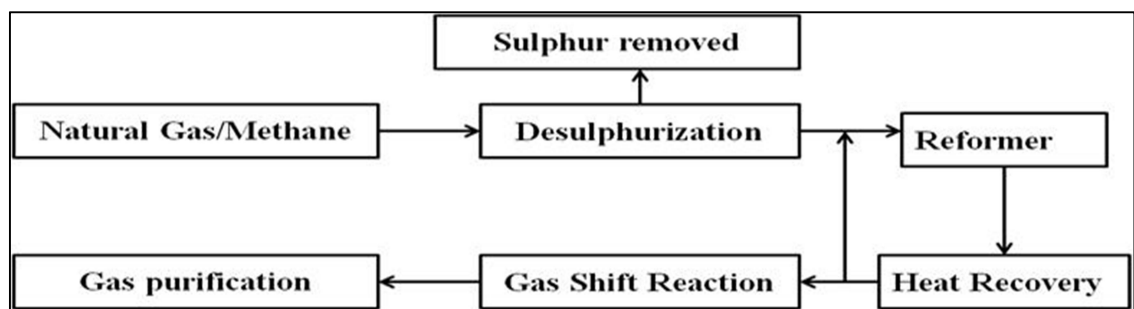 Sulphur removed
Natural Gas/Methane
Desulphurization
Reformer
Gas purification
Gas Shift Reaction
Heat Recovery